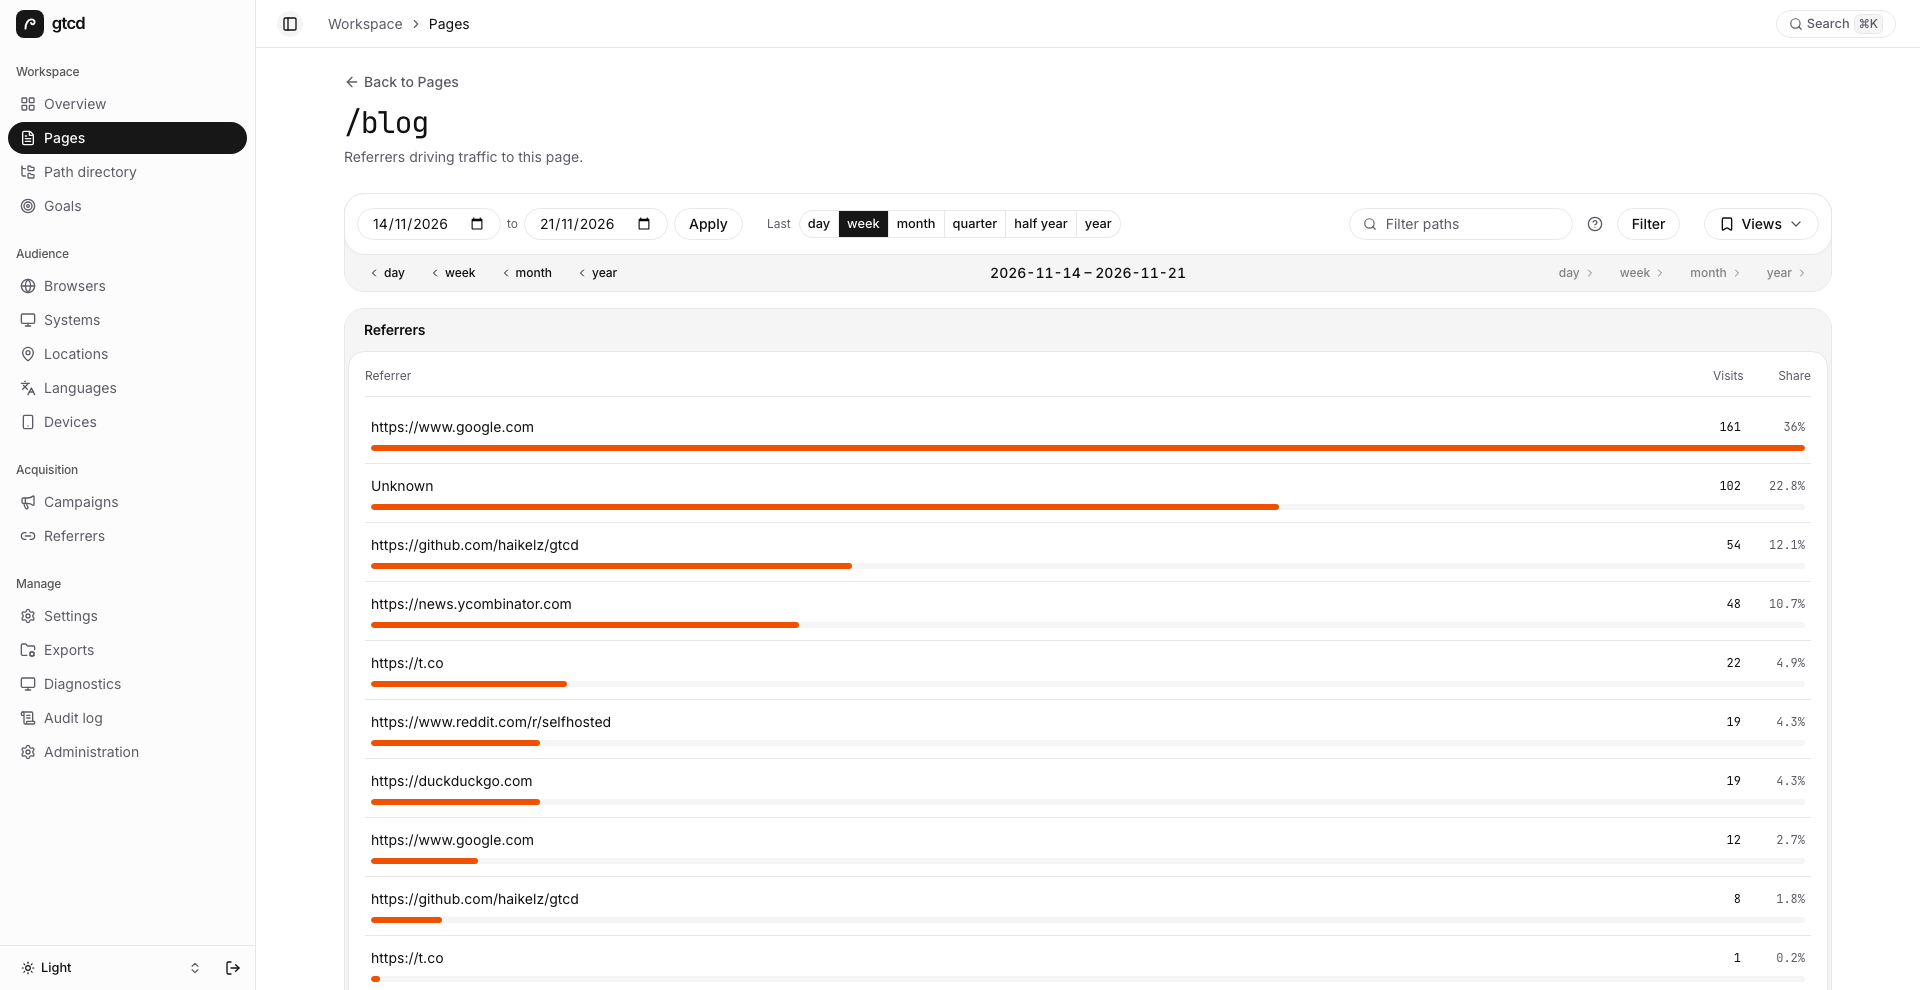 gtcd
Workspace
Overview
Pages
Path directory
Goals
Audience
Browsers
Systems
Locations
Languages
Devices
Acquisition
Campaigns
Referrers
Manage
Settings
Exports
Diagnostics
Audit log
Administration
Light
Workspace Pages
Search ⌘K
Back to Pages
/blog
Referrers driving traffic to this page.
14/11/2026 to 21/11/2026 Apply Last day week month quarter half year year Filter paths Filter Views
day week month year 2026-11-14 – 2026-11-21 day week month year
Referrers
Referrer Visits Share
https://www.google.com 161 36%
Unknown 102 22.8%
https://github.com/haikelz/gtcd 54 12.1%
https://news.ycombinator.com 48 10.7%
https://t.co 22 4.9%
https://www.reddit.com/r/selfhosted 19 4.3%
https://duckduckgo.com 19 4.3%
https://www.google.com 12 2.7%
https://github.com/haikelz/gtcd 8 1.8%
https://t.co 1 0.2%